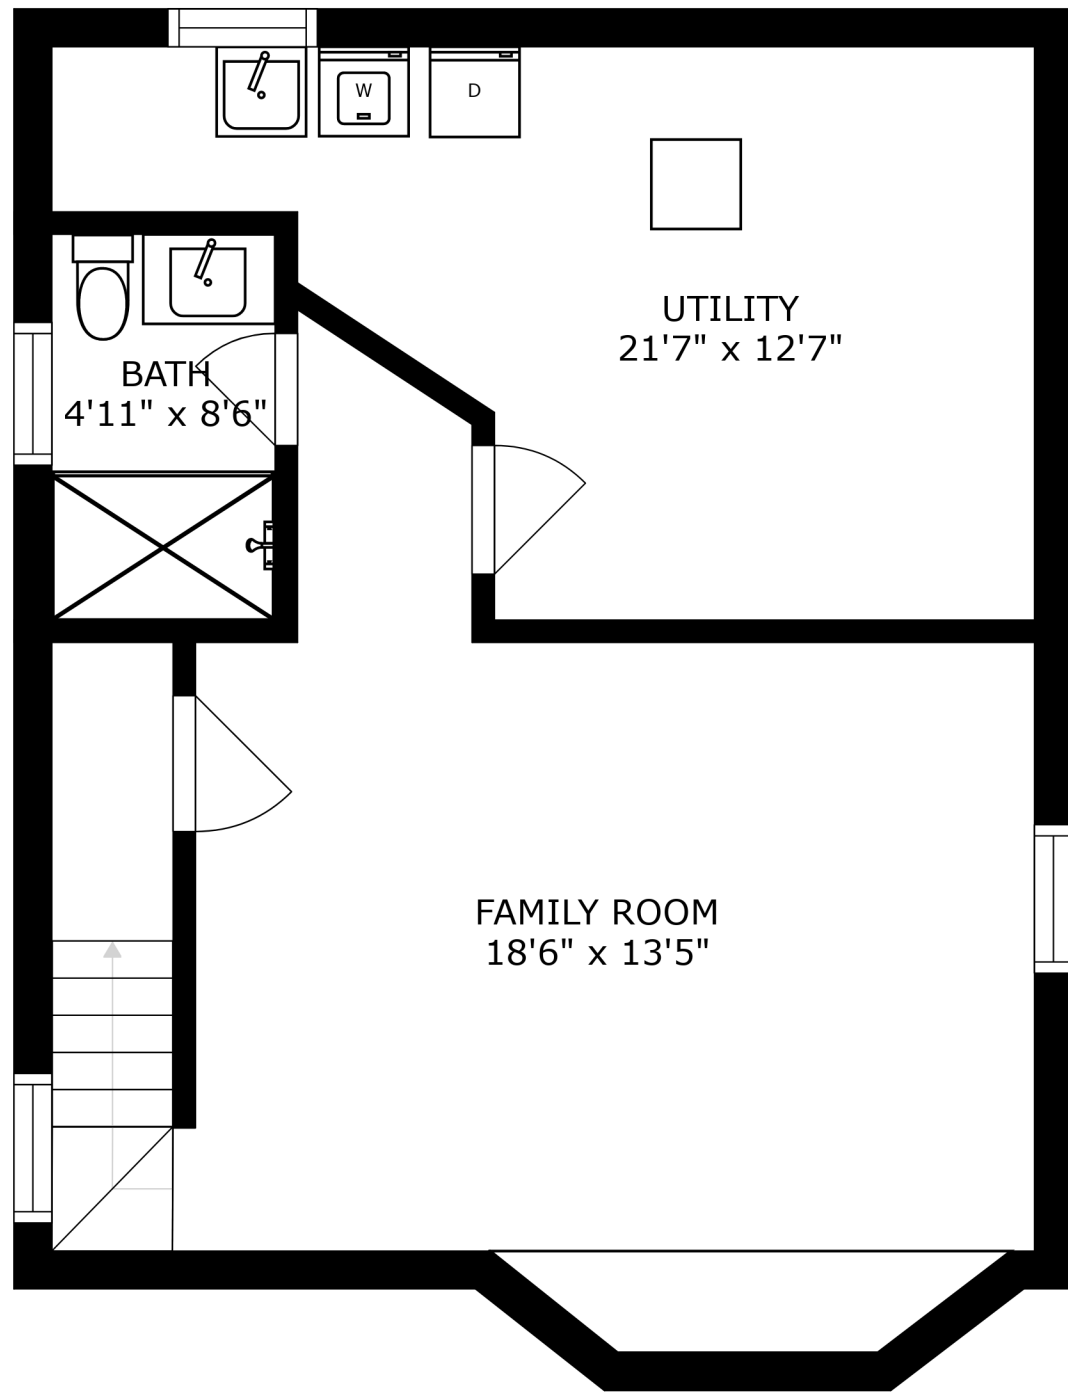 W
D
UTILITY
21'7" x 12'7"
BATH
4'11" x 8'6"
FAMILY ROOM
18'6" x 13'5"